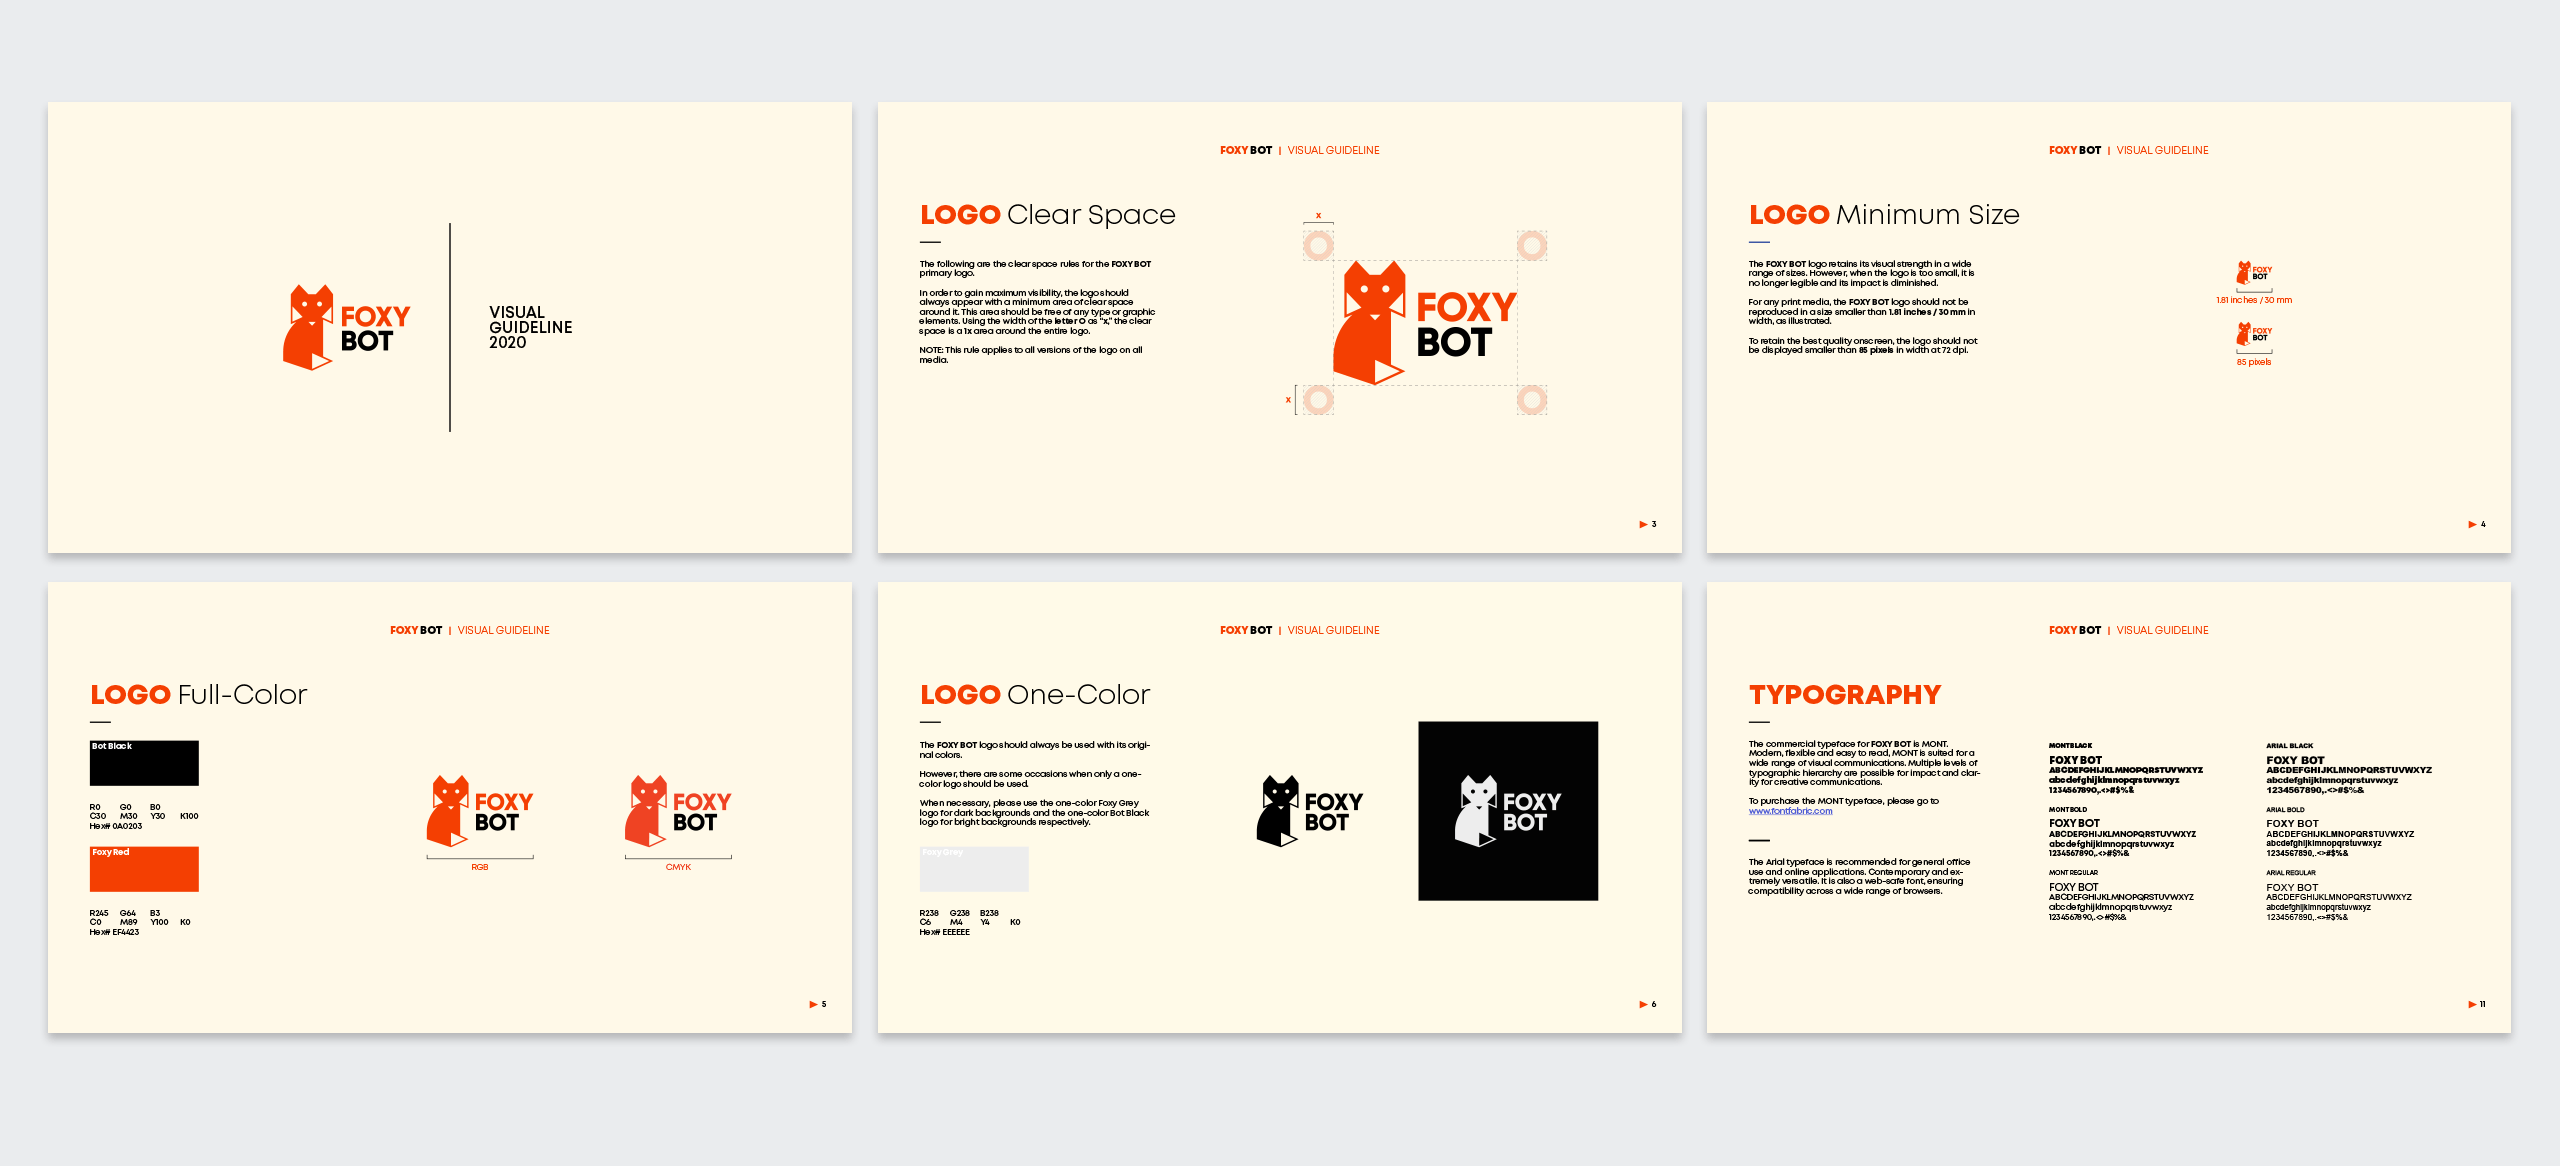 FOXY
BOT
VISUAL
GUIDELINE
2020
FOXY BOT | VISUAL GUIDELINE
LOGO Clear Space
The following are the clear space rules for the FOXY BOT
primary logo.
In order to gain maximum visibility, the logo should
always appear with a minimum area of clear space
around it. This area should be free of any type or graphic
elements. Using the width of the letter O as "x," the clear
space is a 1x area around the entire logo.
NOTE: This rule applies to all versions of the logo on all
media.
x
FOXY
BOT
x
3
FOXY BOT | VISUAL GUIDELINE
LOGO Minimum Size
The FOXY BOT logo retains its visual strength in a wide
range of sizes. However, when the logo is too small, it is
no longer legible and its impact is diminished.
For any print media, the FOXY BOT logo should not be
reproduced in a size smaller than 1.81 inches / 30 mm in
width, as illustrated.
To retain the best quality onscreen, the logo should not
be displayed smaller than 85 pixels in width at 72 dpi.
FOXY
BOT
1.81 inches / 30 mm
FOXY
BOT
85 pixels
4
FOXY BOT | VISUAL GUIDELINE
LOGO Full-Color
Bot Black
R0 G0 B0
C30 M30 Y30 K100
Hex# 0A0203
Foxy Red
R245 G64 B3
C0 M89 Y100 K0
Hex# EF4423
FOXY
BOT
RGB
FOXY
BOT
CMYK
5
FOXY BOT | VISUAL GUIDELINE
LOGO One-Color
The FOXY BOT logo should always be used with its origi-
nal colors.
However, there are some occasions when only a one-
color logo should be used.
When necessary, please use the one-color Foxy Grey
logo for dark backgrounds and the one-color Bot Black
logo for bright backgrounds respectively.
Foxy Grey
R238 G238 B238
C6 M4 Y4 K0
Hex# EEEEEE
FOXY
BOT
FOXY
BOT
6
FOXY BOT | VISUAL GUIDELINE
TYPOGRAPHY
The commercial typeface for FOXY BOT is MONT.
Modern, flexible and easy to read, MONT is suited for a
wide range of visual communications. Multiple levels of
typographic hierarchy are possible for impact and clar-
ity for creative communications.
To purchase the MONT typeface, please go to
www.fontfabric.com
The Arial typeface is recommended for general office
use and online applications. Contemporary and ex-
tremely versatile. It is also a web-safe font, ensuring
compatibility across a wide range of browsers.
MONT BLACK
FOXY BOT
ABCDEFGHIJKLMNOPQRSTUVWXYZ
abcdefghijklmnopqrstuvwxyz
1234567890,.<>#$%&
MONT BOLD
FOXY BOT
ABCDEFGHIJKLMNOPQRSTUVWXYZ
abcdefghijklmnopqrstuvwxyz
1234567890,.<>#$%&
MONT REGULAR
FOXY BOT
ABCDEFGHIJKLMNOPQRSTUVWXYZ
abcdefghijklmnopqrstuvwxyz
1234567890,.<>#$%&
ARIAL BLACK
FOXY BOT
ABCDEFGHIJKLMNOPQRSTUVWXYZ
abcdefghijklmnopqrstuvwxyz
1234567890,.<>#$%&
ARIAL BOLD
FOXY BOT
ABCDEFGHIJKLMNOPQRSTUVWXYZ
abcdefghijklmnopqrstuvwxyz
1234567890,.<>#$%&
ARIAL REGULAR
FOXY BOT
ABCDEFGHIJKLMNOPQRSTUVWXYZ
abcdefghijklmnopqrstuvwxyz
1234567890,.<>#$%&
11